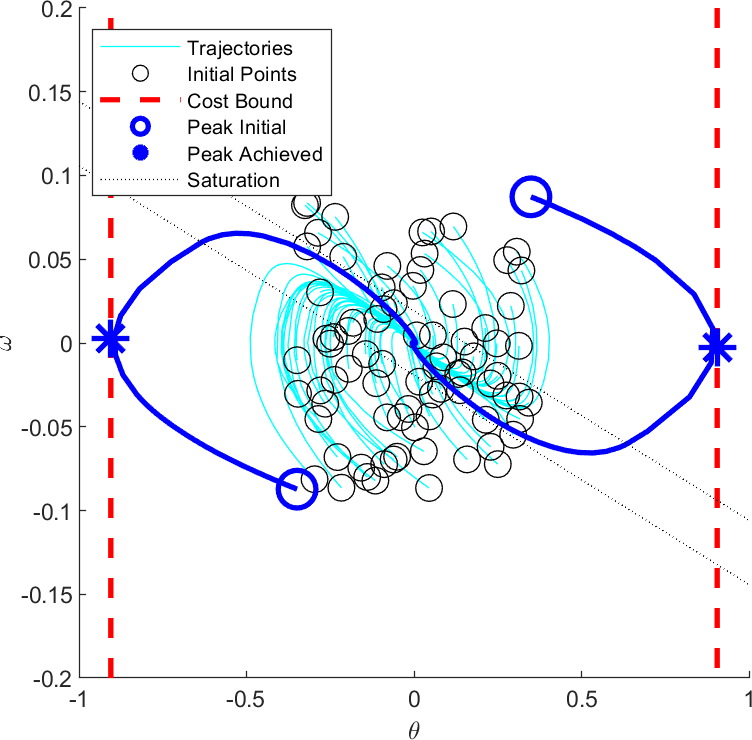 0.2
0.15
0.1
0.05
0
-0.05
-0.1
-0.15
-0.2
ω
Trajectories
Initial Points
Cost Bound
Peak Initial
Peak Achieved
Saturation
-1
-0.5
0
0.5
1
θ